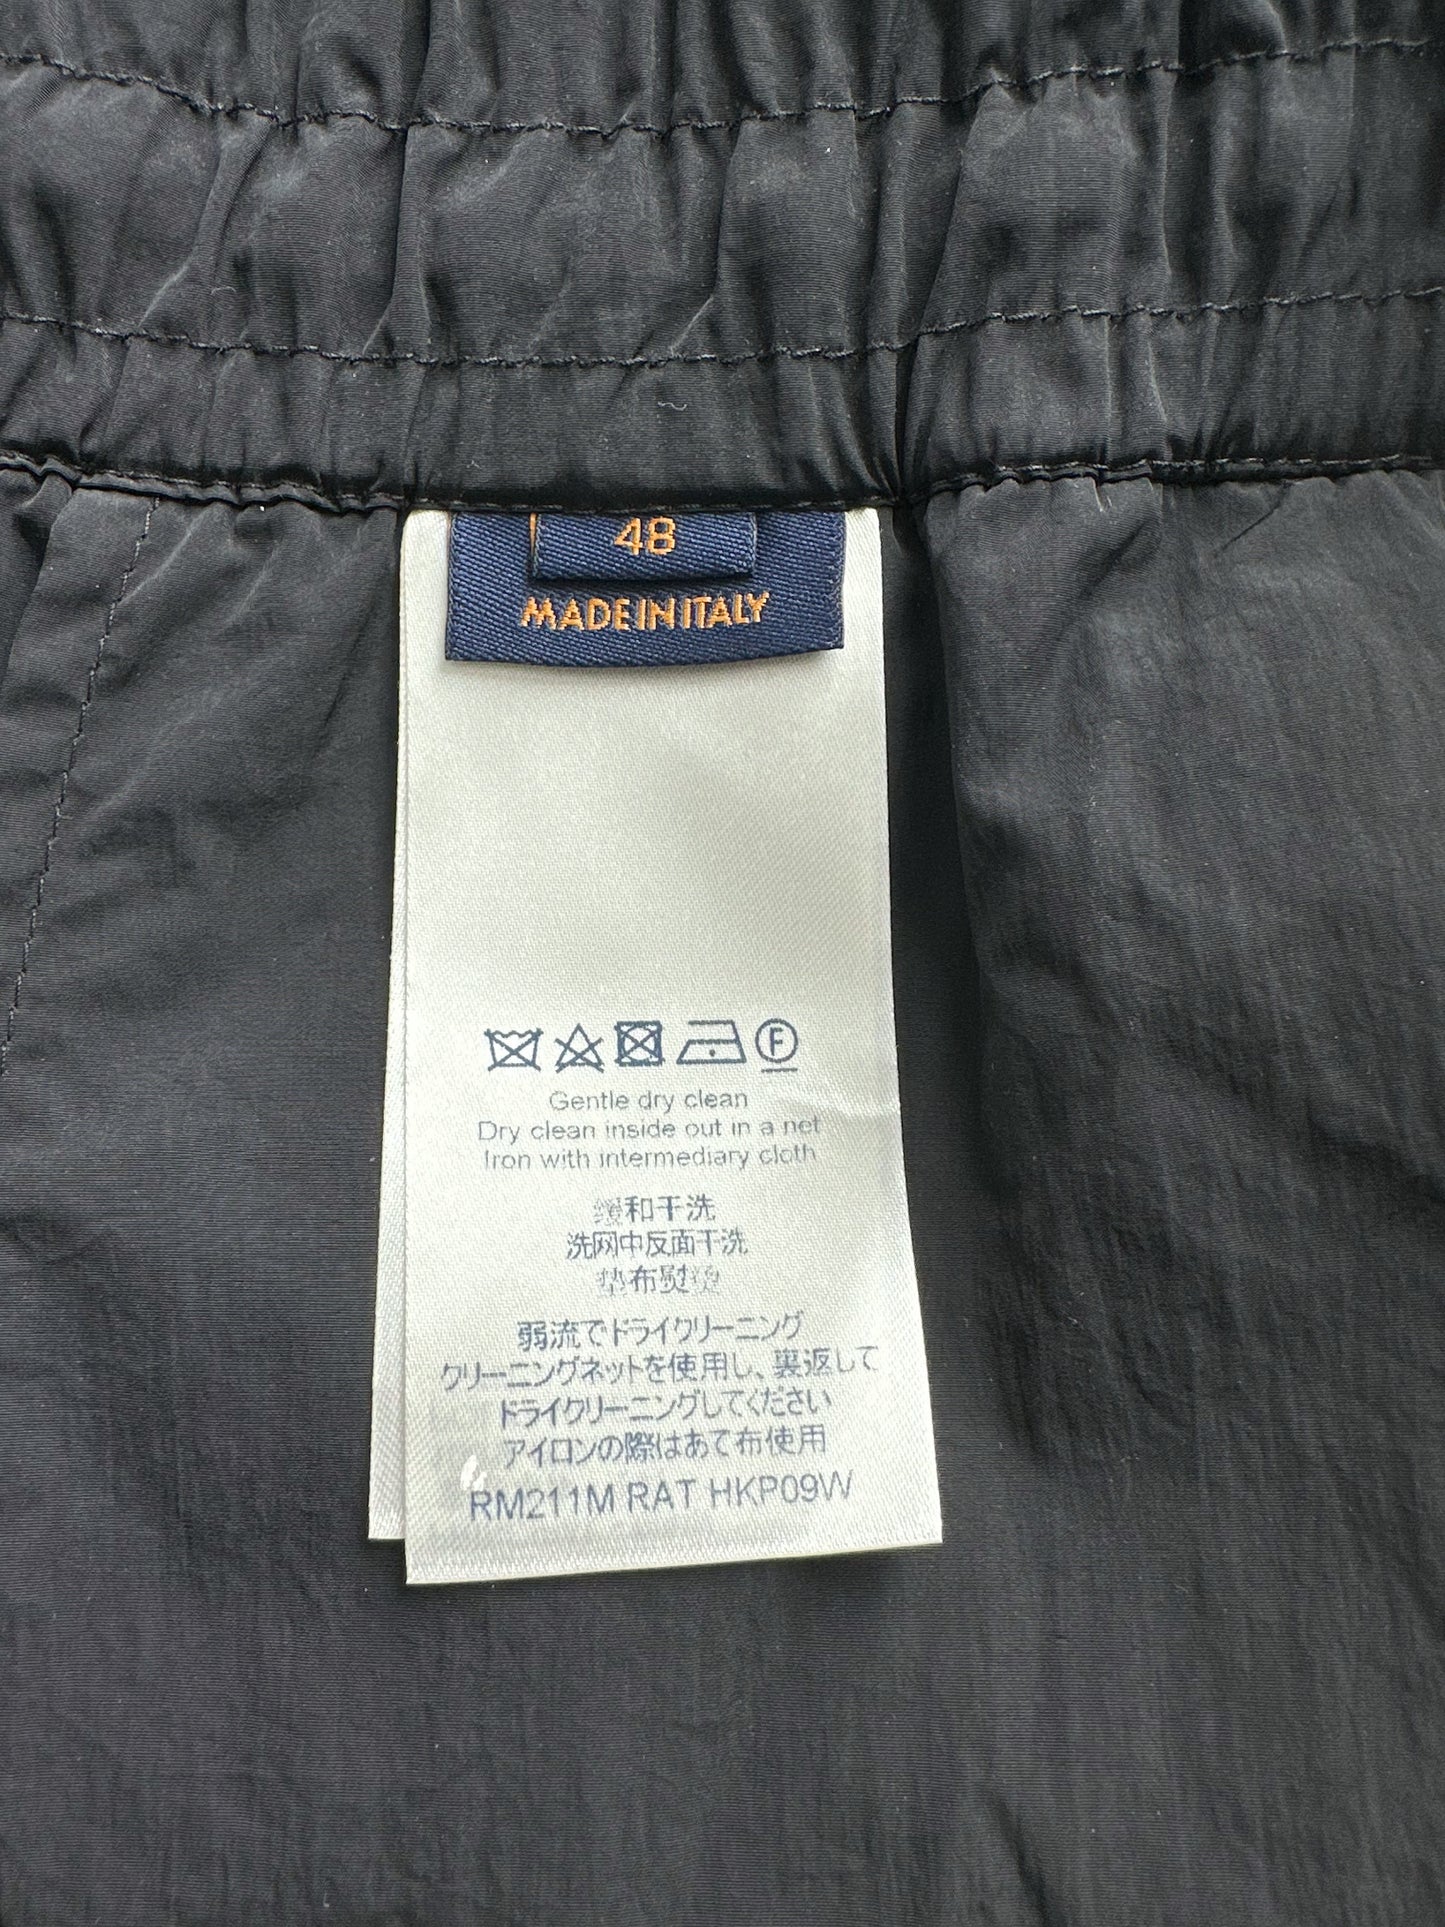 48
MADE IN ITALY
F
Gentle dry clean
Dry clean inside out in a net
Iron with intermediary cloth
缓和干洗
洗网中反面干洗
垫布熨烫
弱流でドライクリーニング
クリーニングネットを使用し、裏返して
ドライクリーニングしてください
アイロンの際はあて布使用
RM211M RAT HKP09W